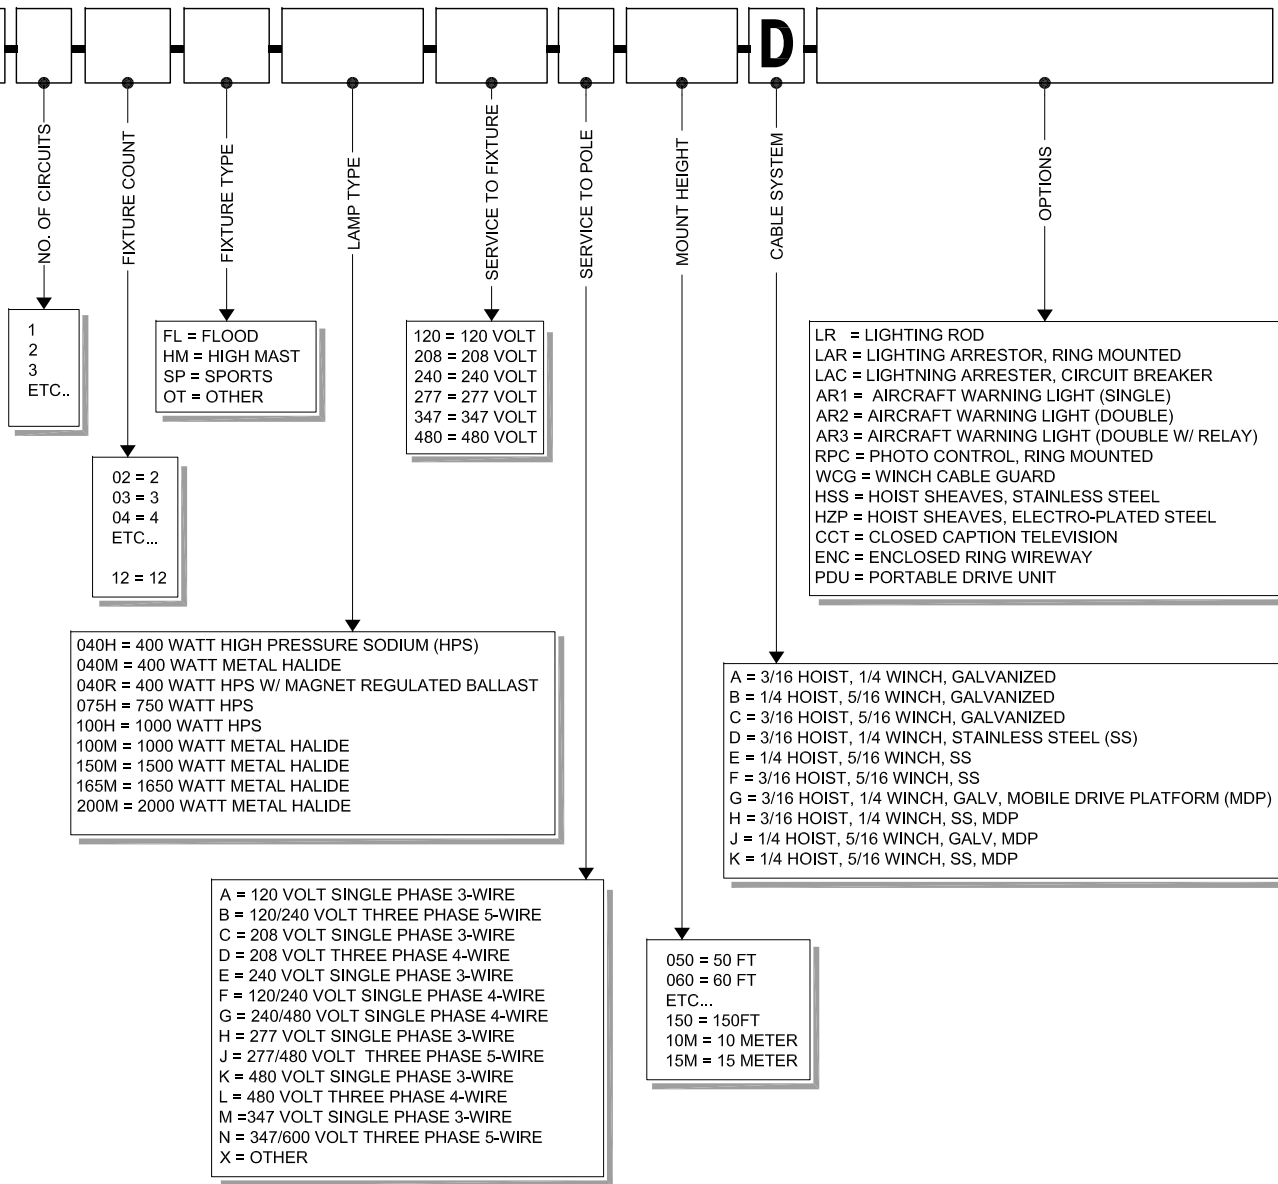 D
NO. OF CIRCUITS
FIXTURE COUNT
FIXTURE TYPE
LAMP TYPE
SERVICE TO FIXTURE
SERVICE TO POLE
MOUNT HEIGHT
CABLE SYSTEM
OPTIONS
1
2
3
ETC..
02 = 2
03 = 3
04 = 4
ETC...
12 = 12
FL = FLOOD
HM = HIGH MAST
SP = SPORTS
OT = OTHER
040H = 400 WATT HIGH PRESSURE SODIUM (HPS)
040M = 400 WATT METAL HALIDE
040R = 400 WATT HPS W/ MAGNET REGULATED BALLAST
075H = 750 WATT HPS
100H = 1000 WATT HPS
100M = 1000 WATT METAL HALIDE
150M = 1500 WATT METAL HALIDE
165M = 1650 WATT METAL HALIDE
200M = 2000 WATT METAL HALIDE
120 = 120 VOLT
208 = 208 VOLT
240 = 240 VOLT
277 = 277 VOLT
347 = 347 VOLT
480 = 480 VOLT
A = 120 VOLT SINGLE PHASE 3-WIRE
B = 120/240 VOLT THREE PHASE 5-WIRE
C = 208 VOLT SINGLE PHASE 3-WIRE
D = 208 VOLT THREE PHASE 4-WIRE
E = 240 VOLT SINGLE PHASE 3-WIRE
F = 120/240 VOLT SINGLE PHASE 4-WIRE
G = 240/480 VOLT SINGLE PHASE 4-WIRE
H = 277 VOLT SINGLE PHASE 3-WIRE
J = 277/480 VOLT THREE PHASE 5-WIRE
K = 480 VOLT SINGLE PHASE 3-WIRE
L = 480 VOLT THREE PHASE 4-WIRE
M =347 VOLT SINGLE PHASE 3-WIRE
N = 347/600 VOLT THREE PHASE 5-WIRE
X = OTHER
050 = 50 FT
060 = 60 FT
ETC...
150 = 150FT
10M = 10 METER
15M = 15 METER
A = 3/16 HOIST, 1/4 WINCH, GALVANIZED
B = 1/4 HOIST, 5/16 WINCH, GALVANIZED
C = 3/16 HOIST, 5/16 WINCH, GALVANIZED
D = 3/16 HOIST, 1/4 WINCH, STAINLESS STEEL (SS)
E = 1/4 HOIST, 5/16 WINCH, SS
F = 3/16 HOIST, 5/16 WINCH, SS
G = 3/16 HOIST, 1/4 WINCH, GALV, MOBILE DRIVE PLATFORM (MDP)
H = 3/16 HOIST, 1/4 WINCH, SS, MDP
J = 1/4 HOIST, 5/16 WINCH, GALV, MDP
K = 1/4 HOIST, 5/16 WINCH, SS, MDP
LR = LIGHTING ROD
LAR = LIGHTING ARRESTOR, RING MOUNTED
LAC = LIGHTNING ARRESTER, CIRCUIT BREAKER
AR1 = AIRCRAFT WARNING LIGHT (SINGLE)
AR2 = AIRCRAFT WARNING LIGHT (DOUBLE)
AR3 = AIRCRAFT WARNING LIGHT (DOUBLE W/ RELAY)
RPC = PHOTO CONTROL, RING MOUNTED
WCG = WINCH CABLE GUARD
HSS = HOIST SHEAVES, STAINLESS STEEL
HZP = HOIST SHEAVES, ELECTRO-PLATED STEEL
CCT = CLOSED CAPTION TELEVISION
ENC = ENCLOSED RING WIREWAY
PDU = PORTABLE DRIVE UNIT